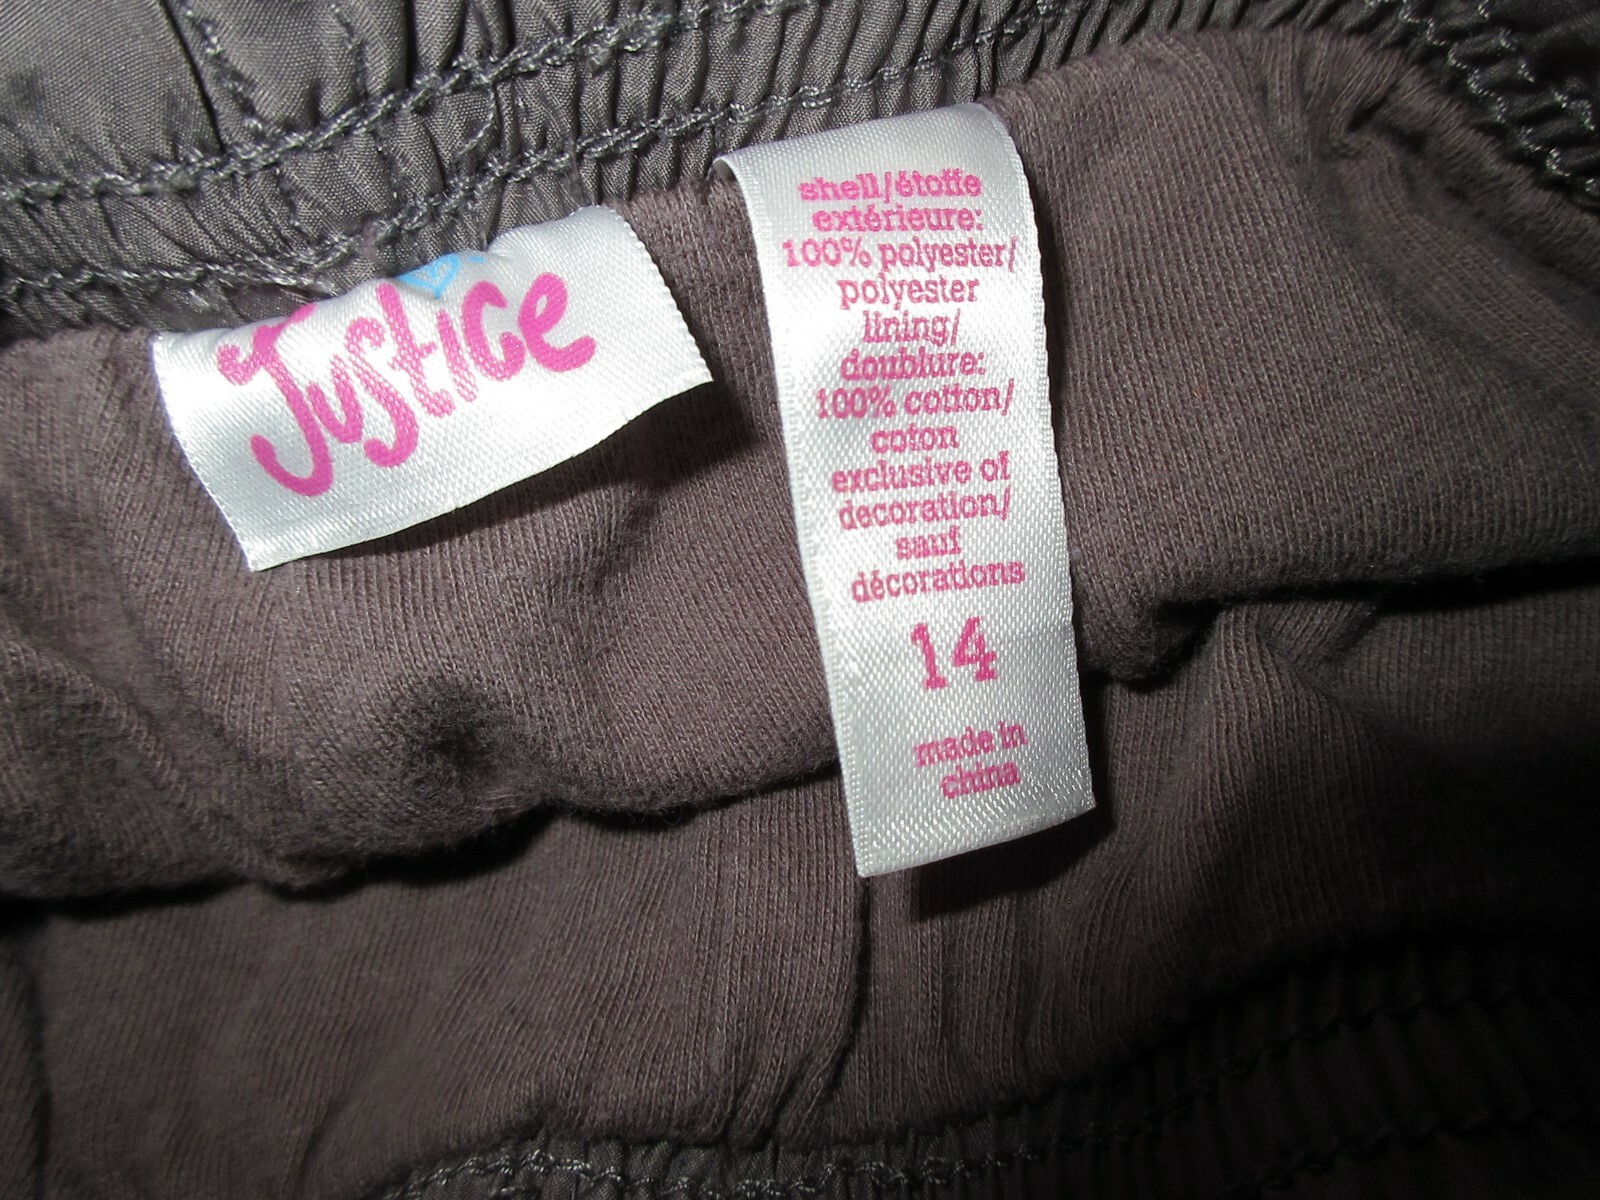 Justice
shell/étoffe
extérieure:
100% polyester/
polyester
lining/
doublure:
100% cotton/
coton
exclusive of
decoration/
sauf
décorations
14
made in
china